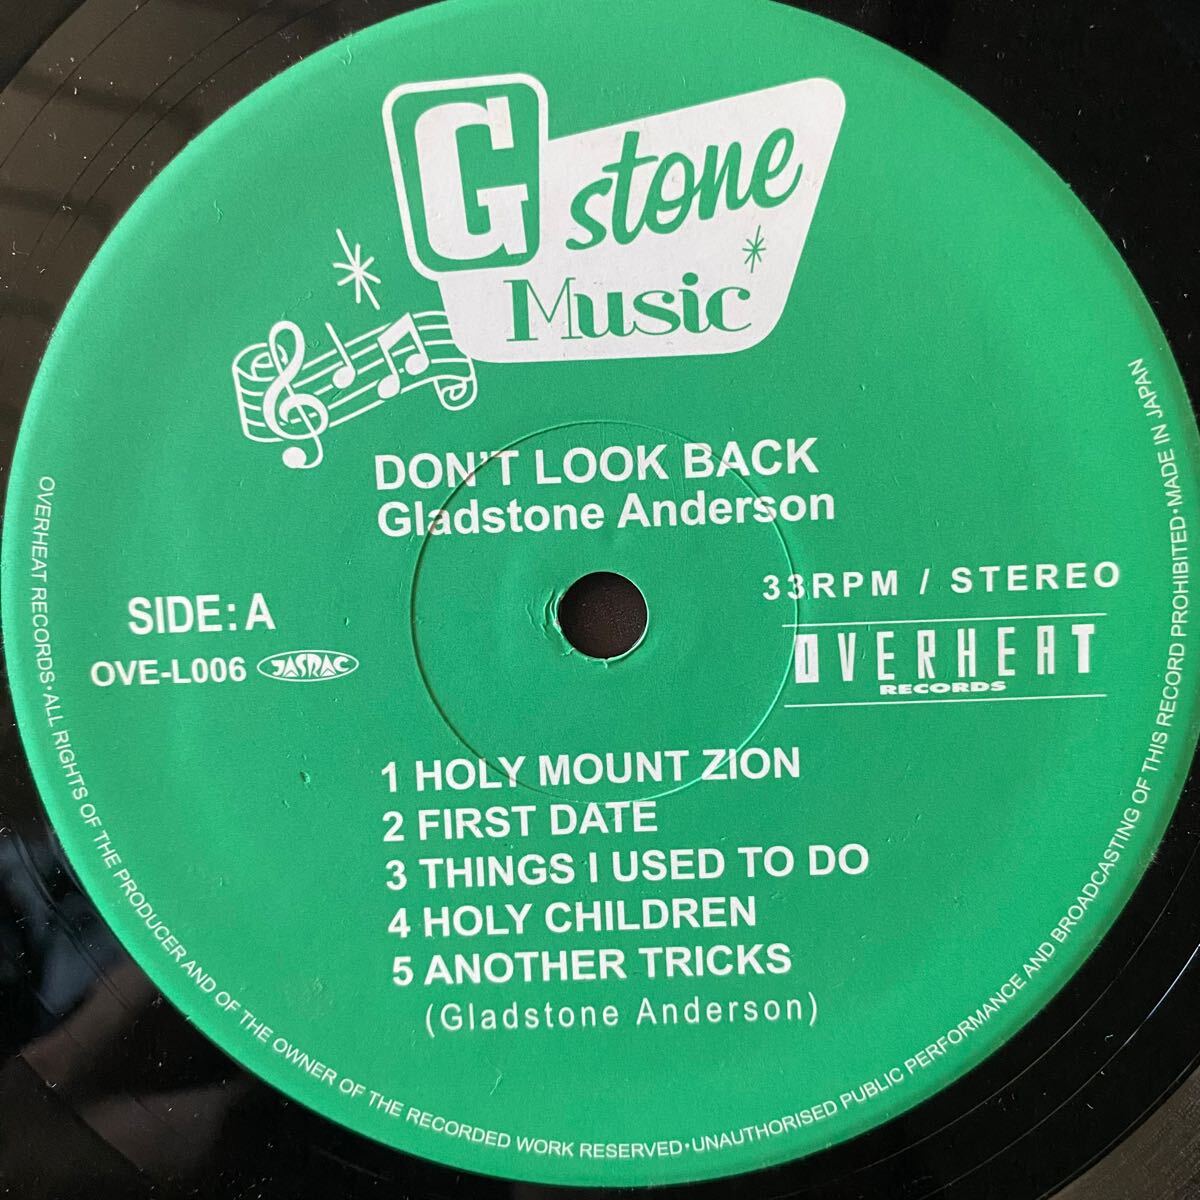 G stone
Music
DON'T LOOK BACK
Gladstone Anderson
33RPM / STEREO
SIDE: A
OVE-L006 JASRAC
OVERHEAT
RECORDS
1 HOLY MOUNT ZION
2 FIRST DATE
3 THINGS I USED TO DO
4 HOLY CHILDREN
5 ANOTHER TRICKS
(Gladstone Anderson)
OVERHEAT RECORDS•ALL RIGHTS OF THE PRODUCER AND OF THE OWNER OF THE RECORDED WORK RESERVED•UNAUTHORISED PUBLIC PERFORMANCE AND BROADCASTING OF THIS RECORD PROHIBITED•MADE IN JAPAN